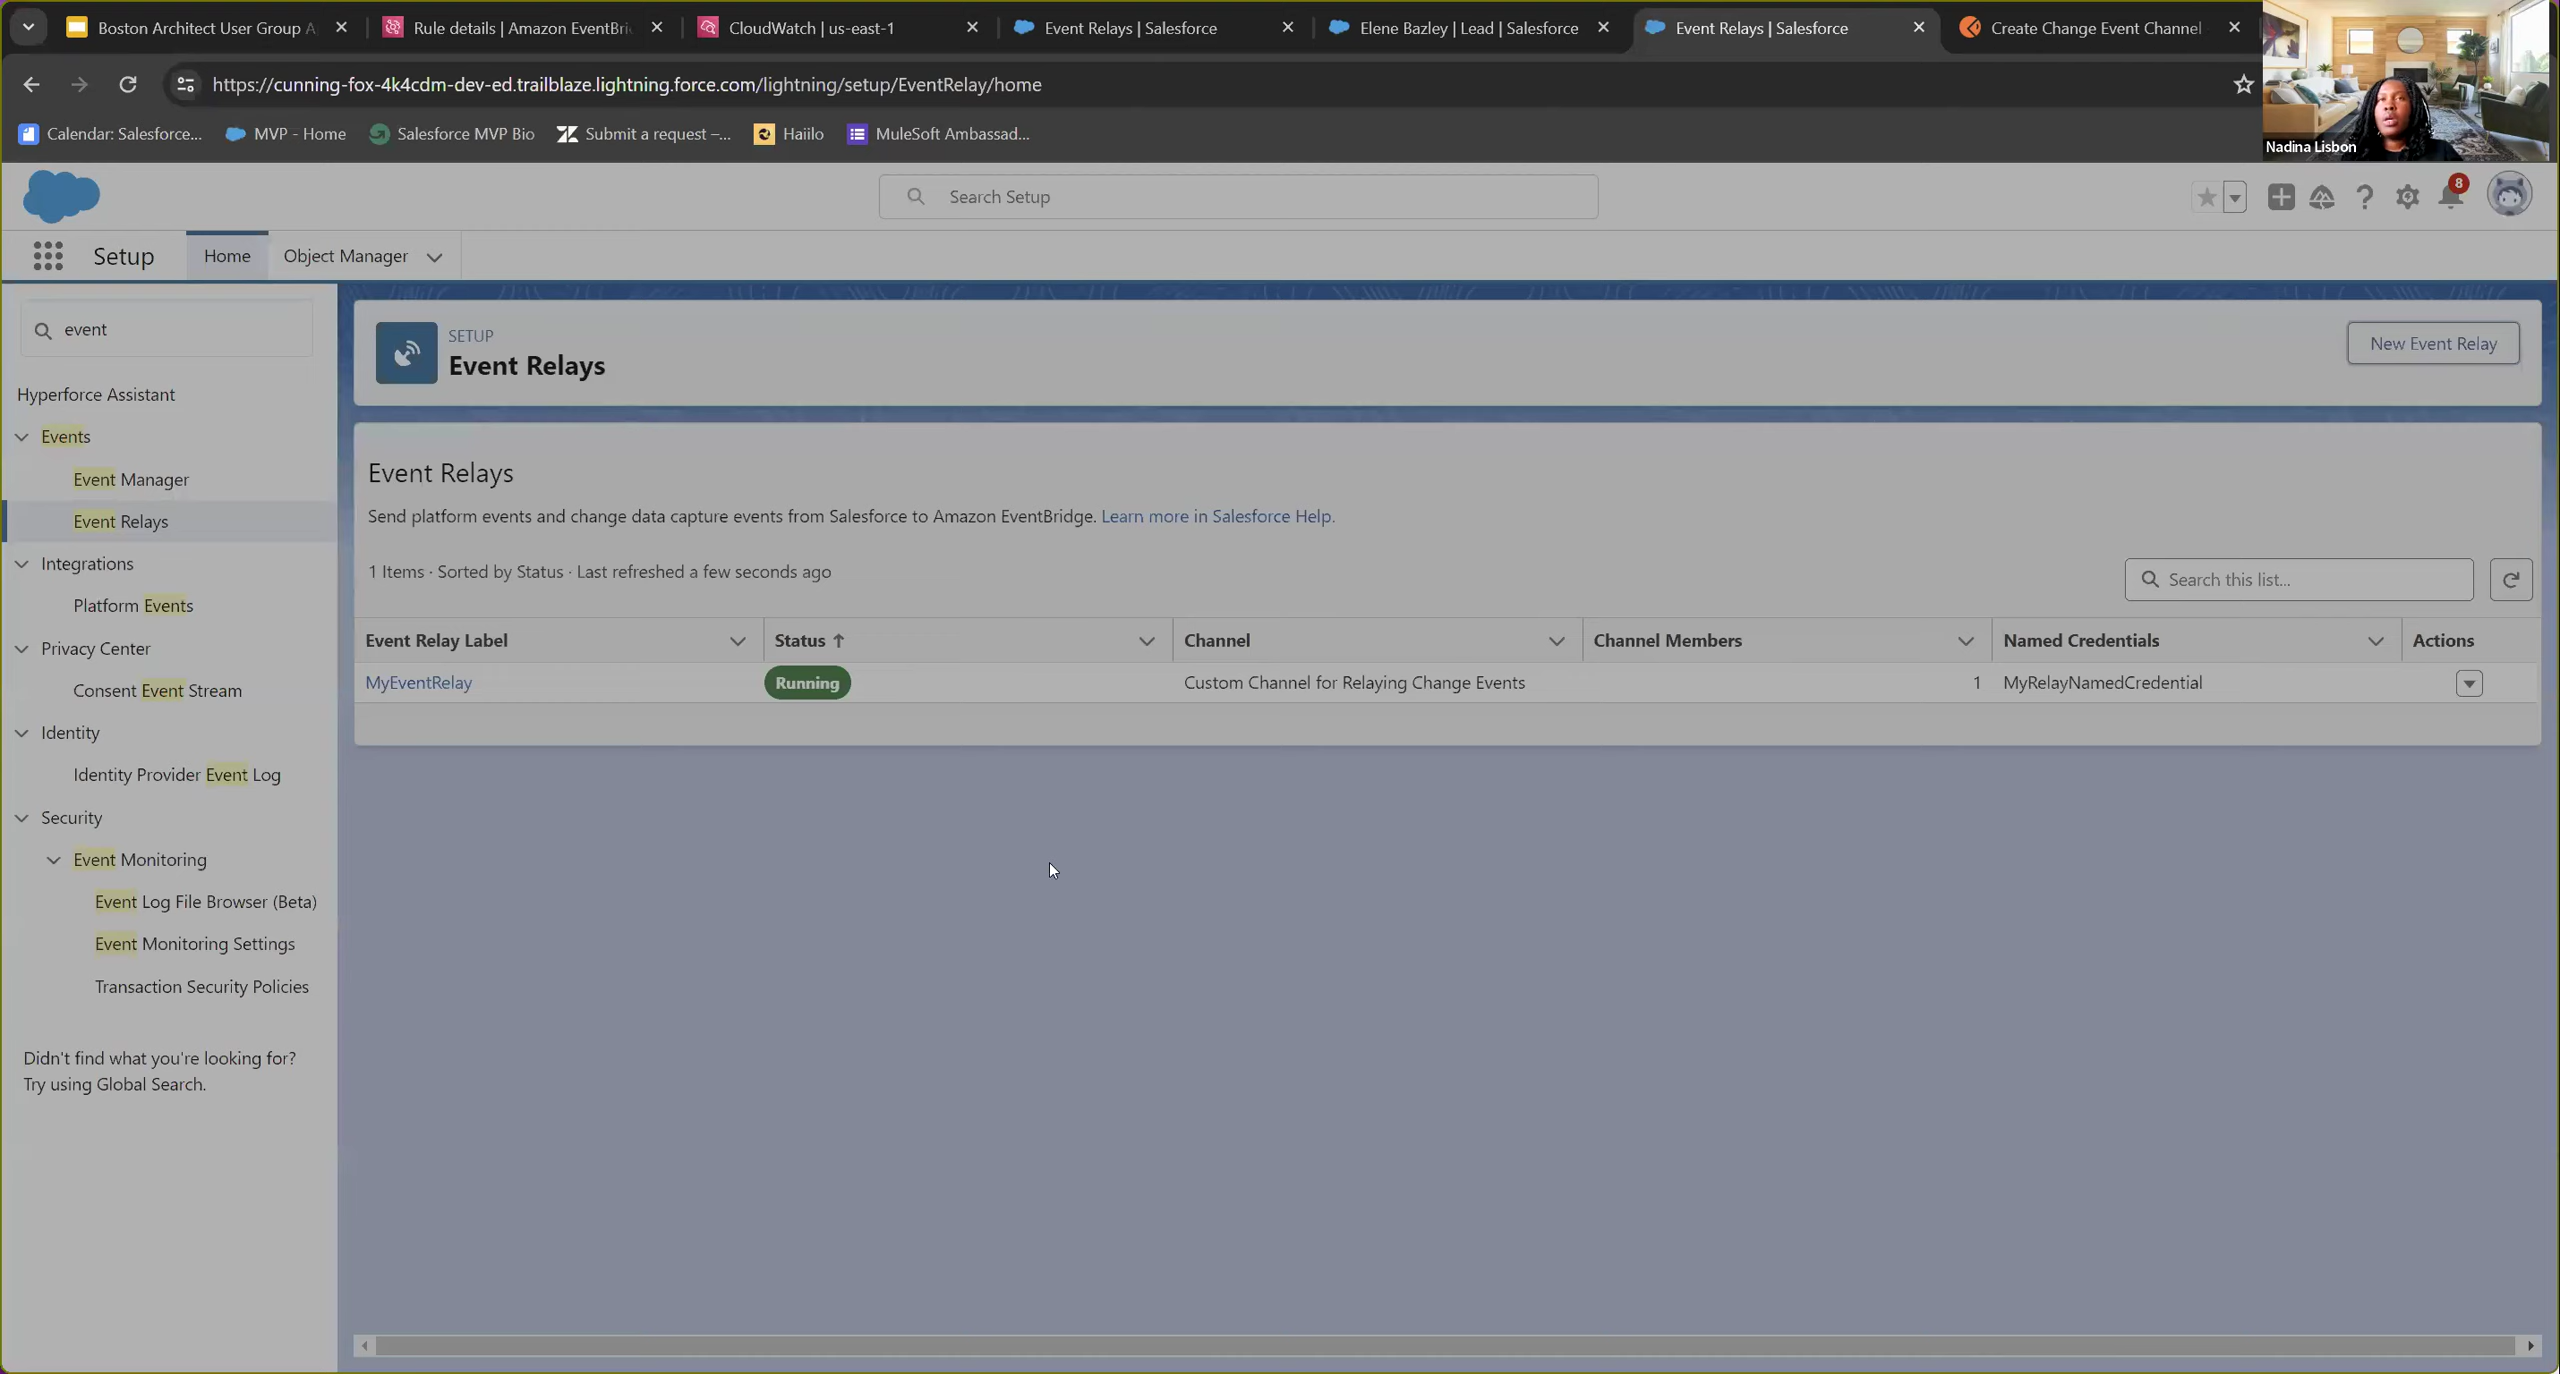 Boston Architect User Group A
Rule details | Amazon EventBri
CloudWatch | us-east-1
Event Relays | Salesforce
Elene Bazley | Lead | Salesforce
Event Relays | Salesforce
Create Change Event Channel
https://cunning-fox-4k4cdm-dev-ed.trailblaze.lightning.force.com/lightning/setup/EventRelay/home
Calendar: Salesforce...
MVP - Home
Salesforce MVP Bio
Submit a request –...
Haiilo
MuleSoft Ambassad...
Nadina Lisbon
Search Setup
8
Setup
Home
Object Manager
event
Hyperforce Assistant
Events
Event Manager
Event Relays
Integrations
Platform Events
Privacy Center
Consent Event Stream
Identity
Identity Provider Event Log
Security
Event Monitoring
Event Log File Browser (Beta)
Event Monitoring Settings
Transaction Security Policies
Didn't find what you're looking for?
Try using Global Search.
SETUP
Event Relays
New Event Relay
Event Relays
Send platform events and change data capture events from Salesforce to Amazon EventBridge. Learn more in Salesforce Help.
1 Items · Sorted by Status · Last refreshed a few seconds ago
Search this list...
Event Relay Label Status ↑ Channel Channel Members Named Credentials Actions
MyEventRelay Running Custom Channel for Relaying Change Events 1 MyRelayNamedCredential